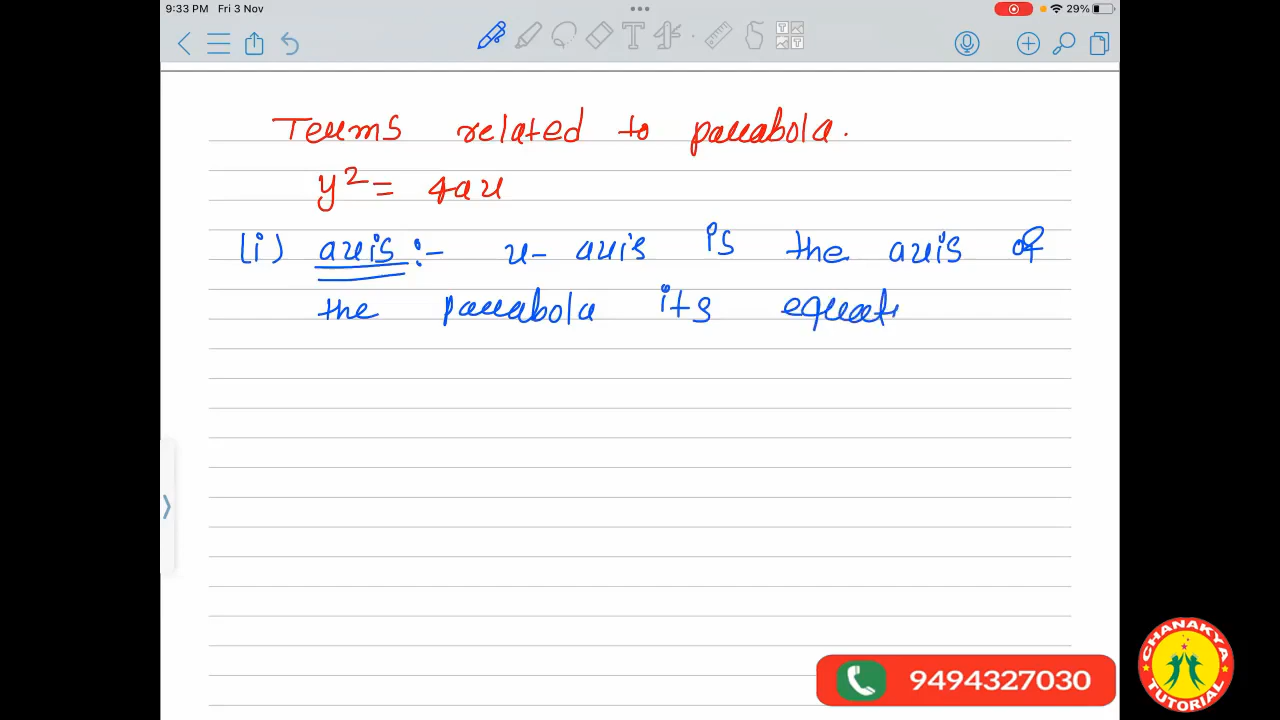 9:33 PM Fri 3 Nov
29%
Terms related to parabola.
y² = 4ax
(i) axis :- x-axis is the axis of
the parabola its equati
9494327030
CHANAKYA
TUTORIAL